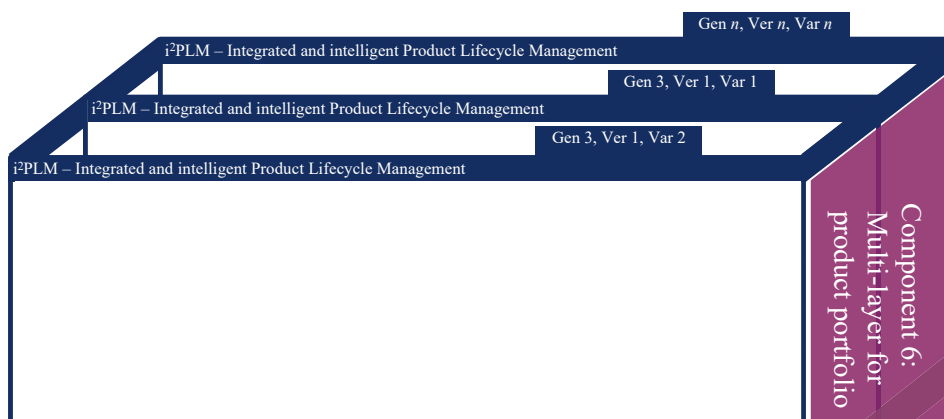 Gen n, Ver n, Var n
i²PLM – Integrated and intelligent Product Lifecycle Management
Gen 3, Ver 1, Var 1
i²PLM – Integrated and intelligent Product Lifecycle Management
Gen 3, Ver 1, Var 2
i²PLM – Integrated and intelligent Product Lifecycle Management
Component 6:
Multi-layer for
product portfolio